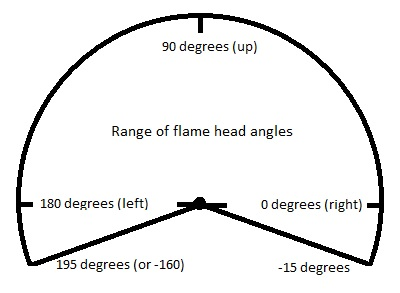 90 degrees (up)
Range of flame head angles
180 degrees (left)
0 degrees (right)
195 degrees (or -160)
-15 degrees